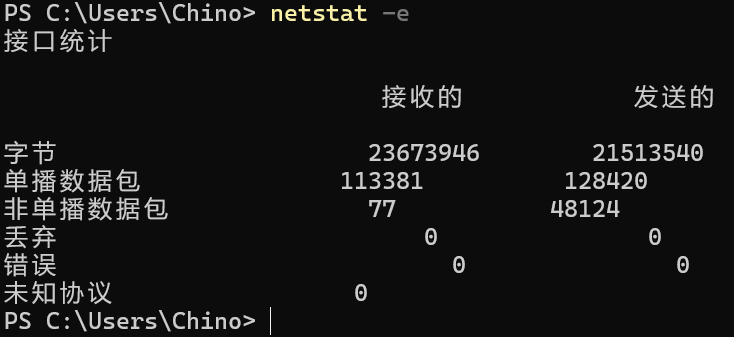 PS C:\Users\Chino> netstat -e
接口统计
接收的 发送的
字节 23673946 21513540
单播数据包 113381 128420
非单播数据包 77 48124
丢弃 0 0
错误 0 0
未知协议 0
PS C:\Users\Chino>